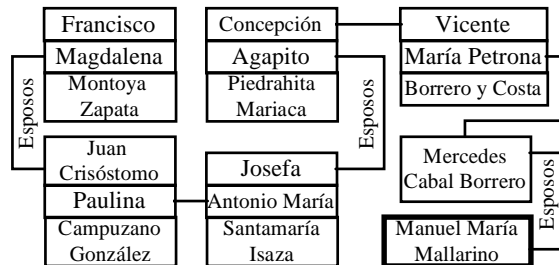 Francisco
Magdalena
Montoya
Zapata
Concepción
Agapito
Piedrahita
Mariaca
Vicente
María Petrona
Borrero y Costa
Esposos
Esposos
Juan
Crisóstomo
Paulina
Campuzano
González
Josefa
Antonio María
Santamaría
Isaza
Mercedes
Cabal Borrero
Esposos
Manuel María
Mallarino